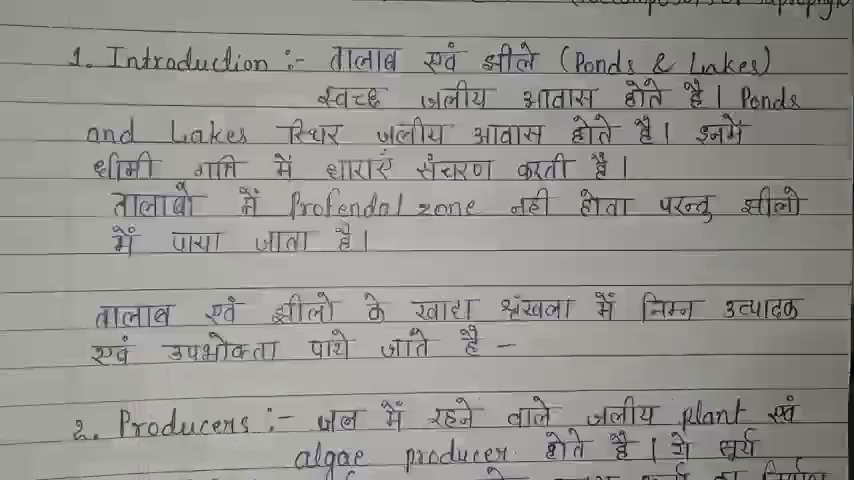 1. Introduction :- तालाब एवं झीले (Ponds & Lakes)
स्वच्छ जलीय आवास होते है। Ponds
and Lakes स्थिर जलीय आवास होते है। इनमें
धीमी गति में धाराएं संचरण करती है।
तालाबों में Profendal zone नही होता परन्तु झीलो
में पाया जाता है।
तालाब एवं झीलो के खाद्य श्रंखला में निम्न उत्पादक
एवं उपभोक्ता पाये जाते है –
2. Producers :- जल में रहने वाले जलीय plant एवं
algae producer होते है। ये सूर्य